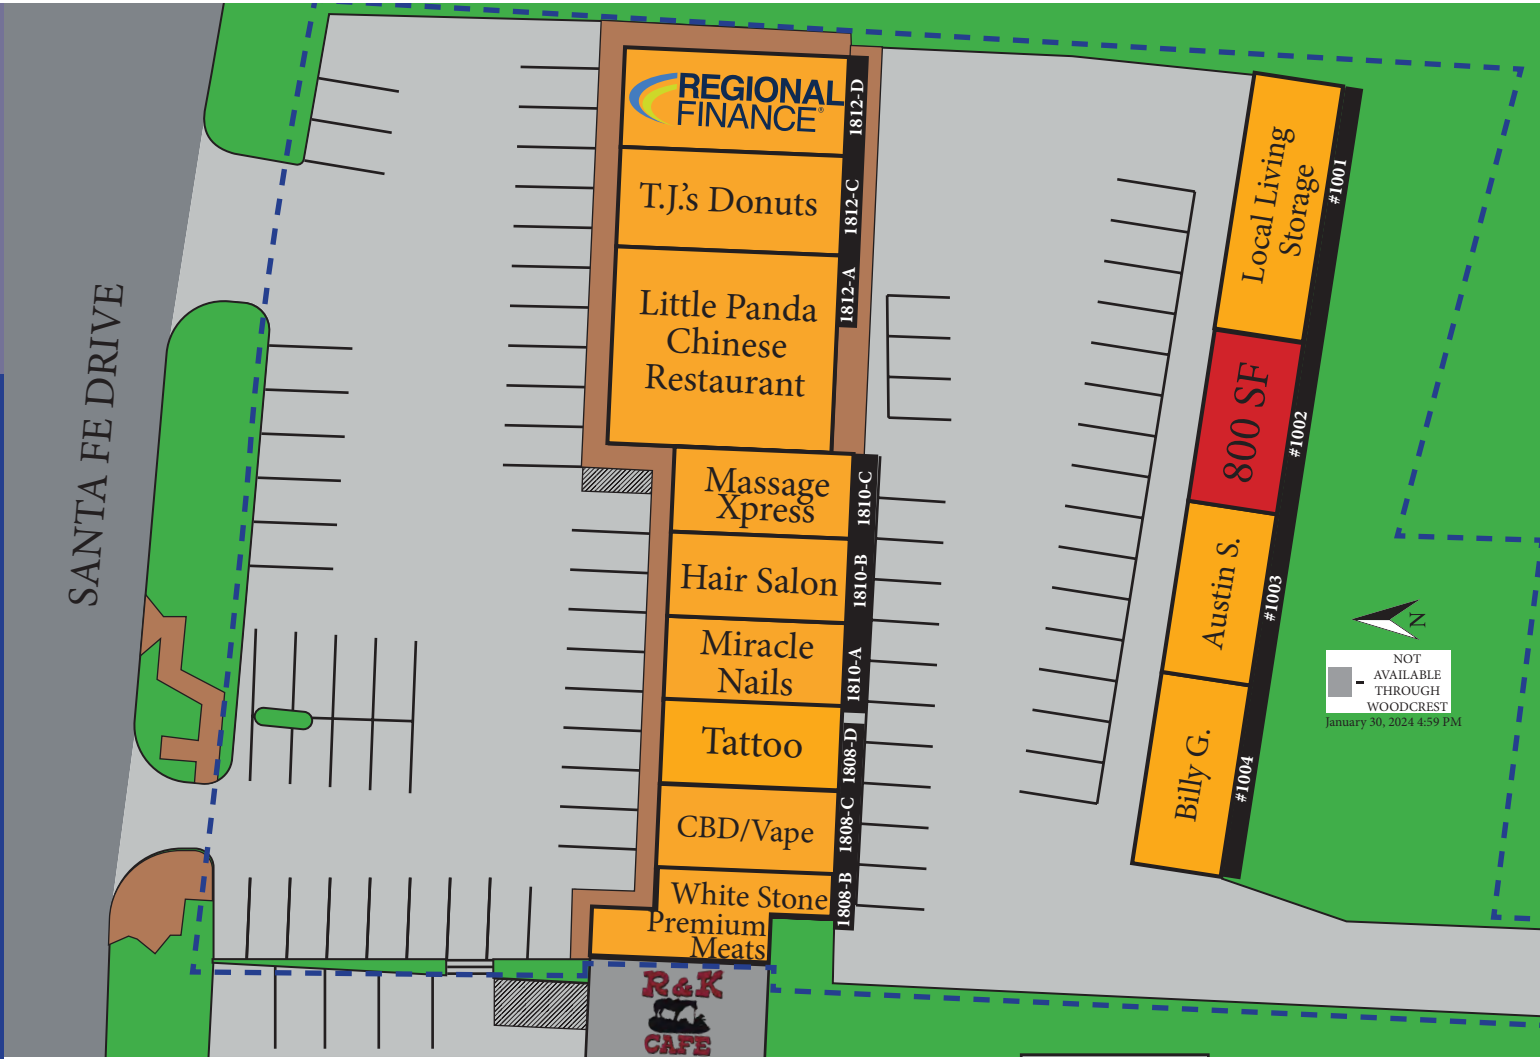 SANTA FE DRIVE
REGIONAL
FINANCE®
1812-D
T.J.'s Donuts
1812-C
Little Panda
Chinese
Restaurant
1812-A
Massage
Xpress
1810-C
Hair Salon
1810-B
Miracle
Nails
1810-A
Tattoo
1808-D
CBD/Vape
1808-C
White Stone
Premium
Meats
1808-B
R&K
CAFE
Local Living
Storage
#1001
800 SF
#1002
Austin S.
#1003
Billy G.
#1004
N
NOT
AVAILABLE
THROUGH
WOODCREST
January 30, 2024 4:59 PM